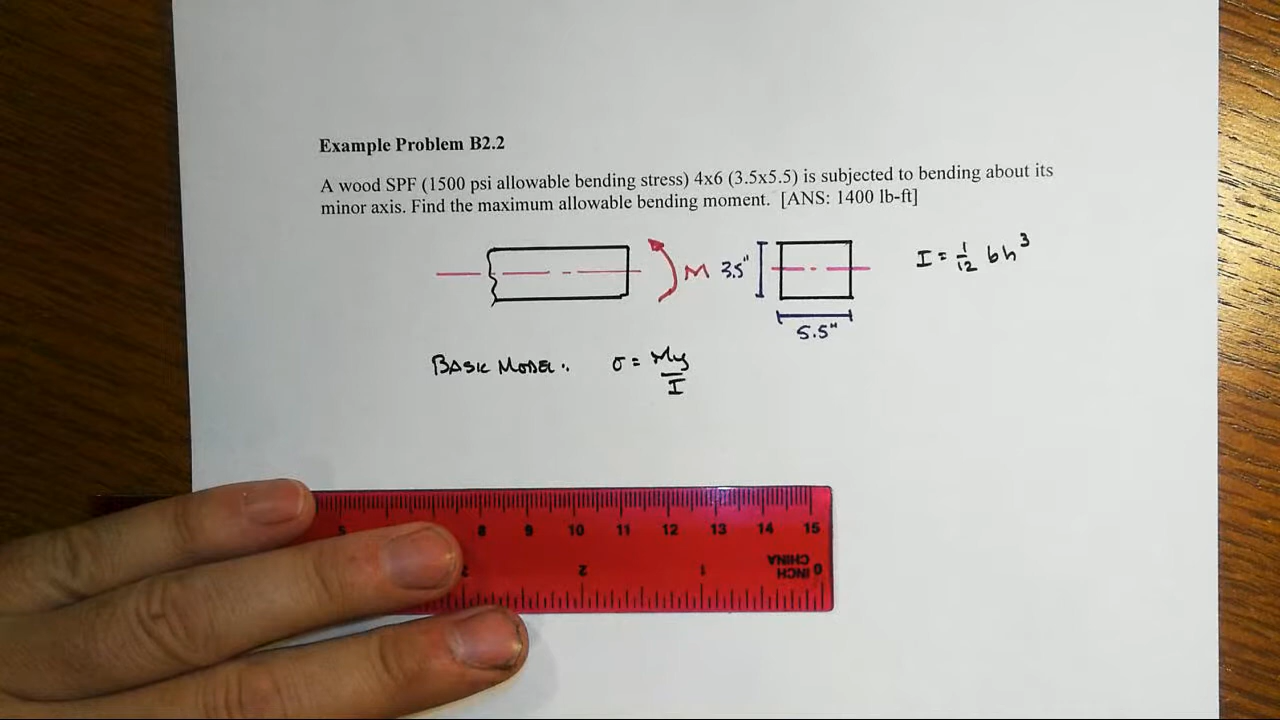 Example Problem B2.2
A wood SPF (1500 psi allowable bending stress) 4x6 (3.5x5.5) is subjected to bending about its
minor axis. Find the maximum allowable bending moment. [ANS: 1400 lb-ft]
M 3.5" I = 1/12 bh³
5.5"
BASIC MODEL: σ = My/I
5 8 9 10 11 12 13 14 15
2 1 INCH 0
CHINA